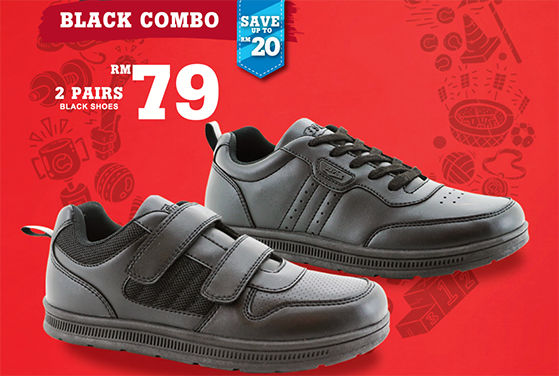 BLACK COMBO
SAVE
UP TO
RM 20
RM 79
2 PAIRS
BLACK SHOES